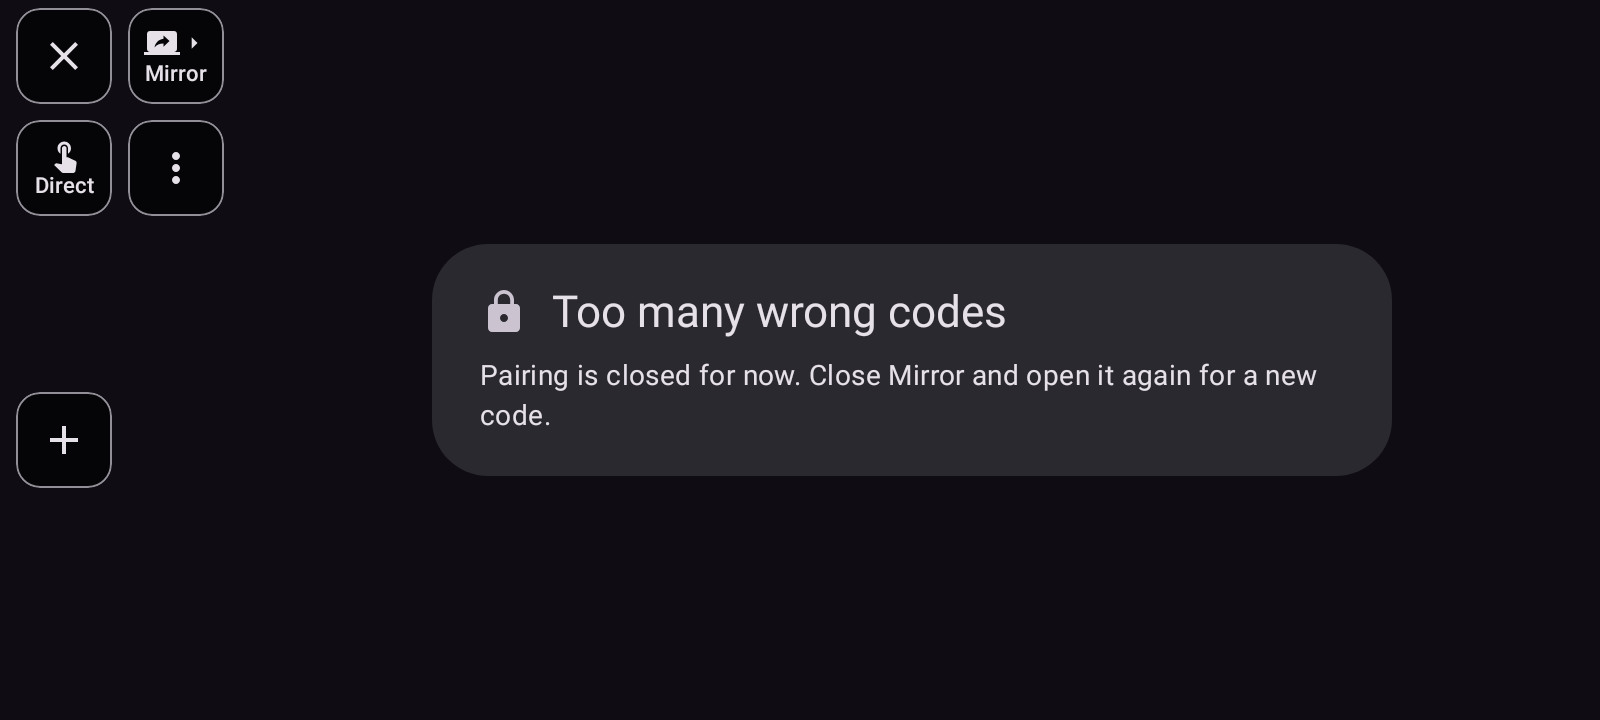 Mirror
Direct
Too many wrong codes
Pairing is closed for now. Close Mirror and open it again for a new
code.